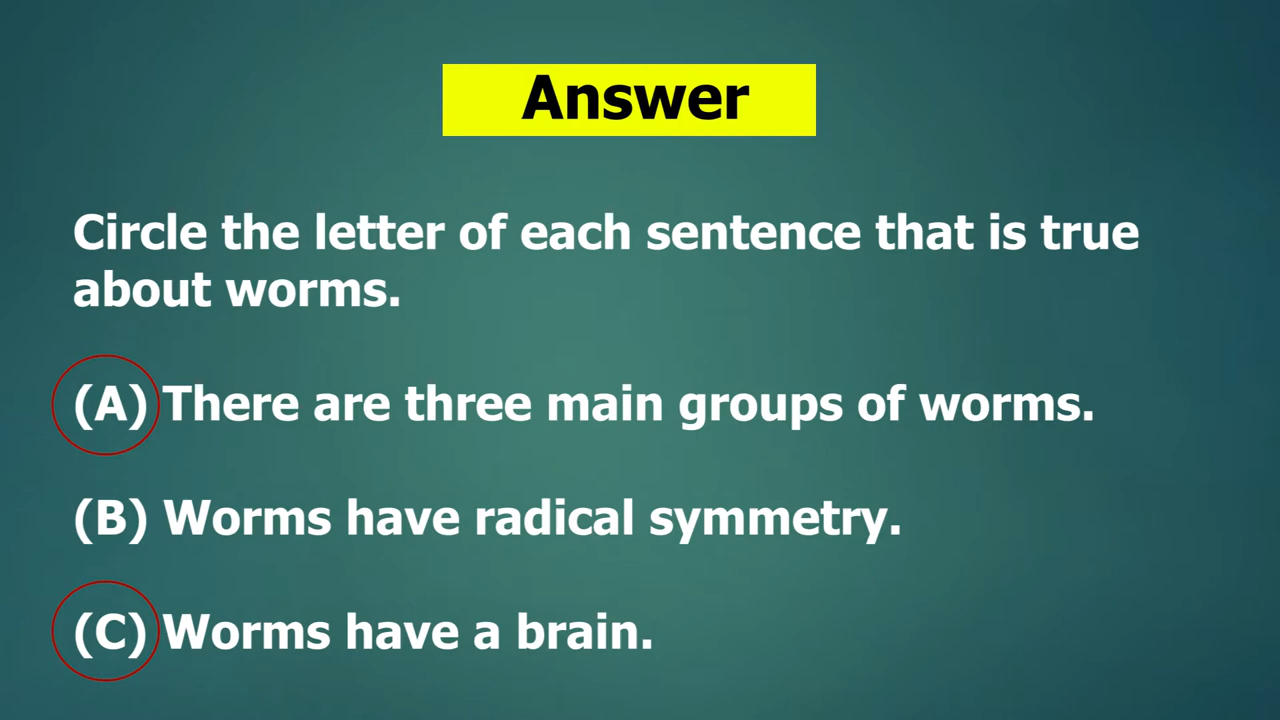 Answer
Circle the letter of each sentence that is true
about worms.
(A) There are three main groups of worms.
(B) Worms have radical symmetry.
(C) Worms have a brain.